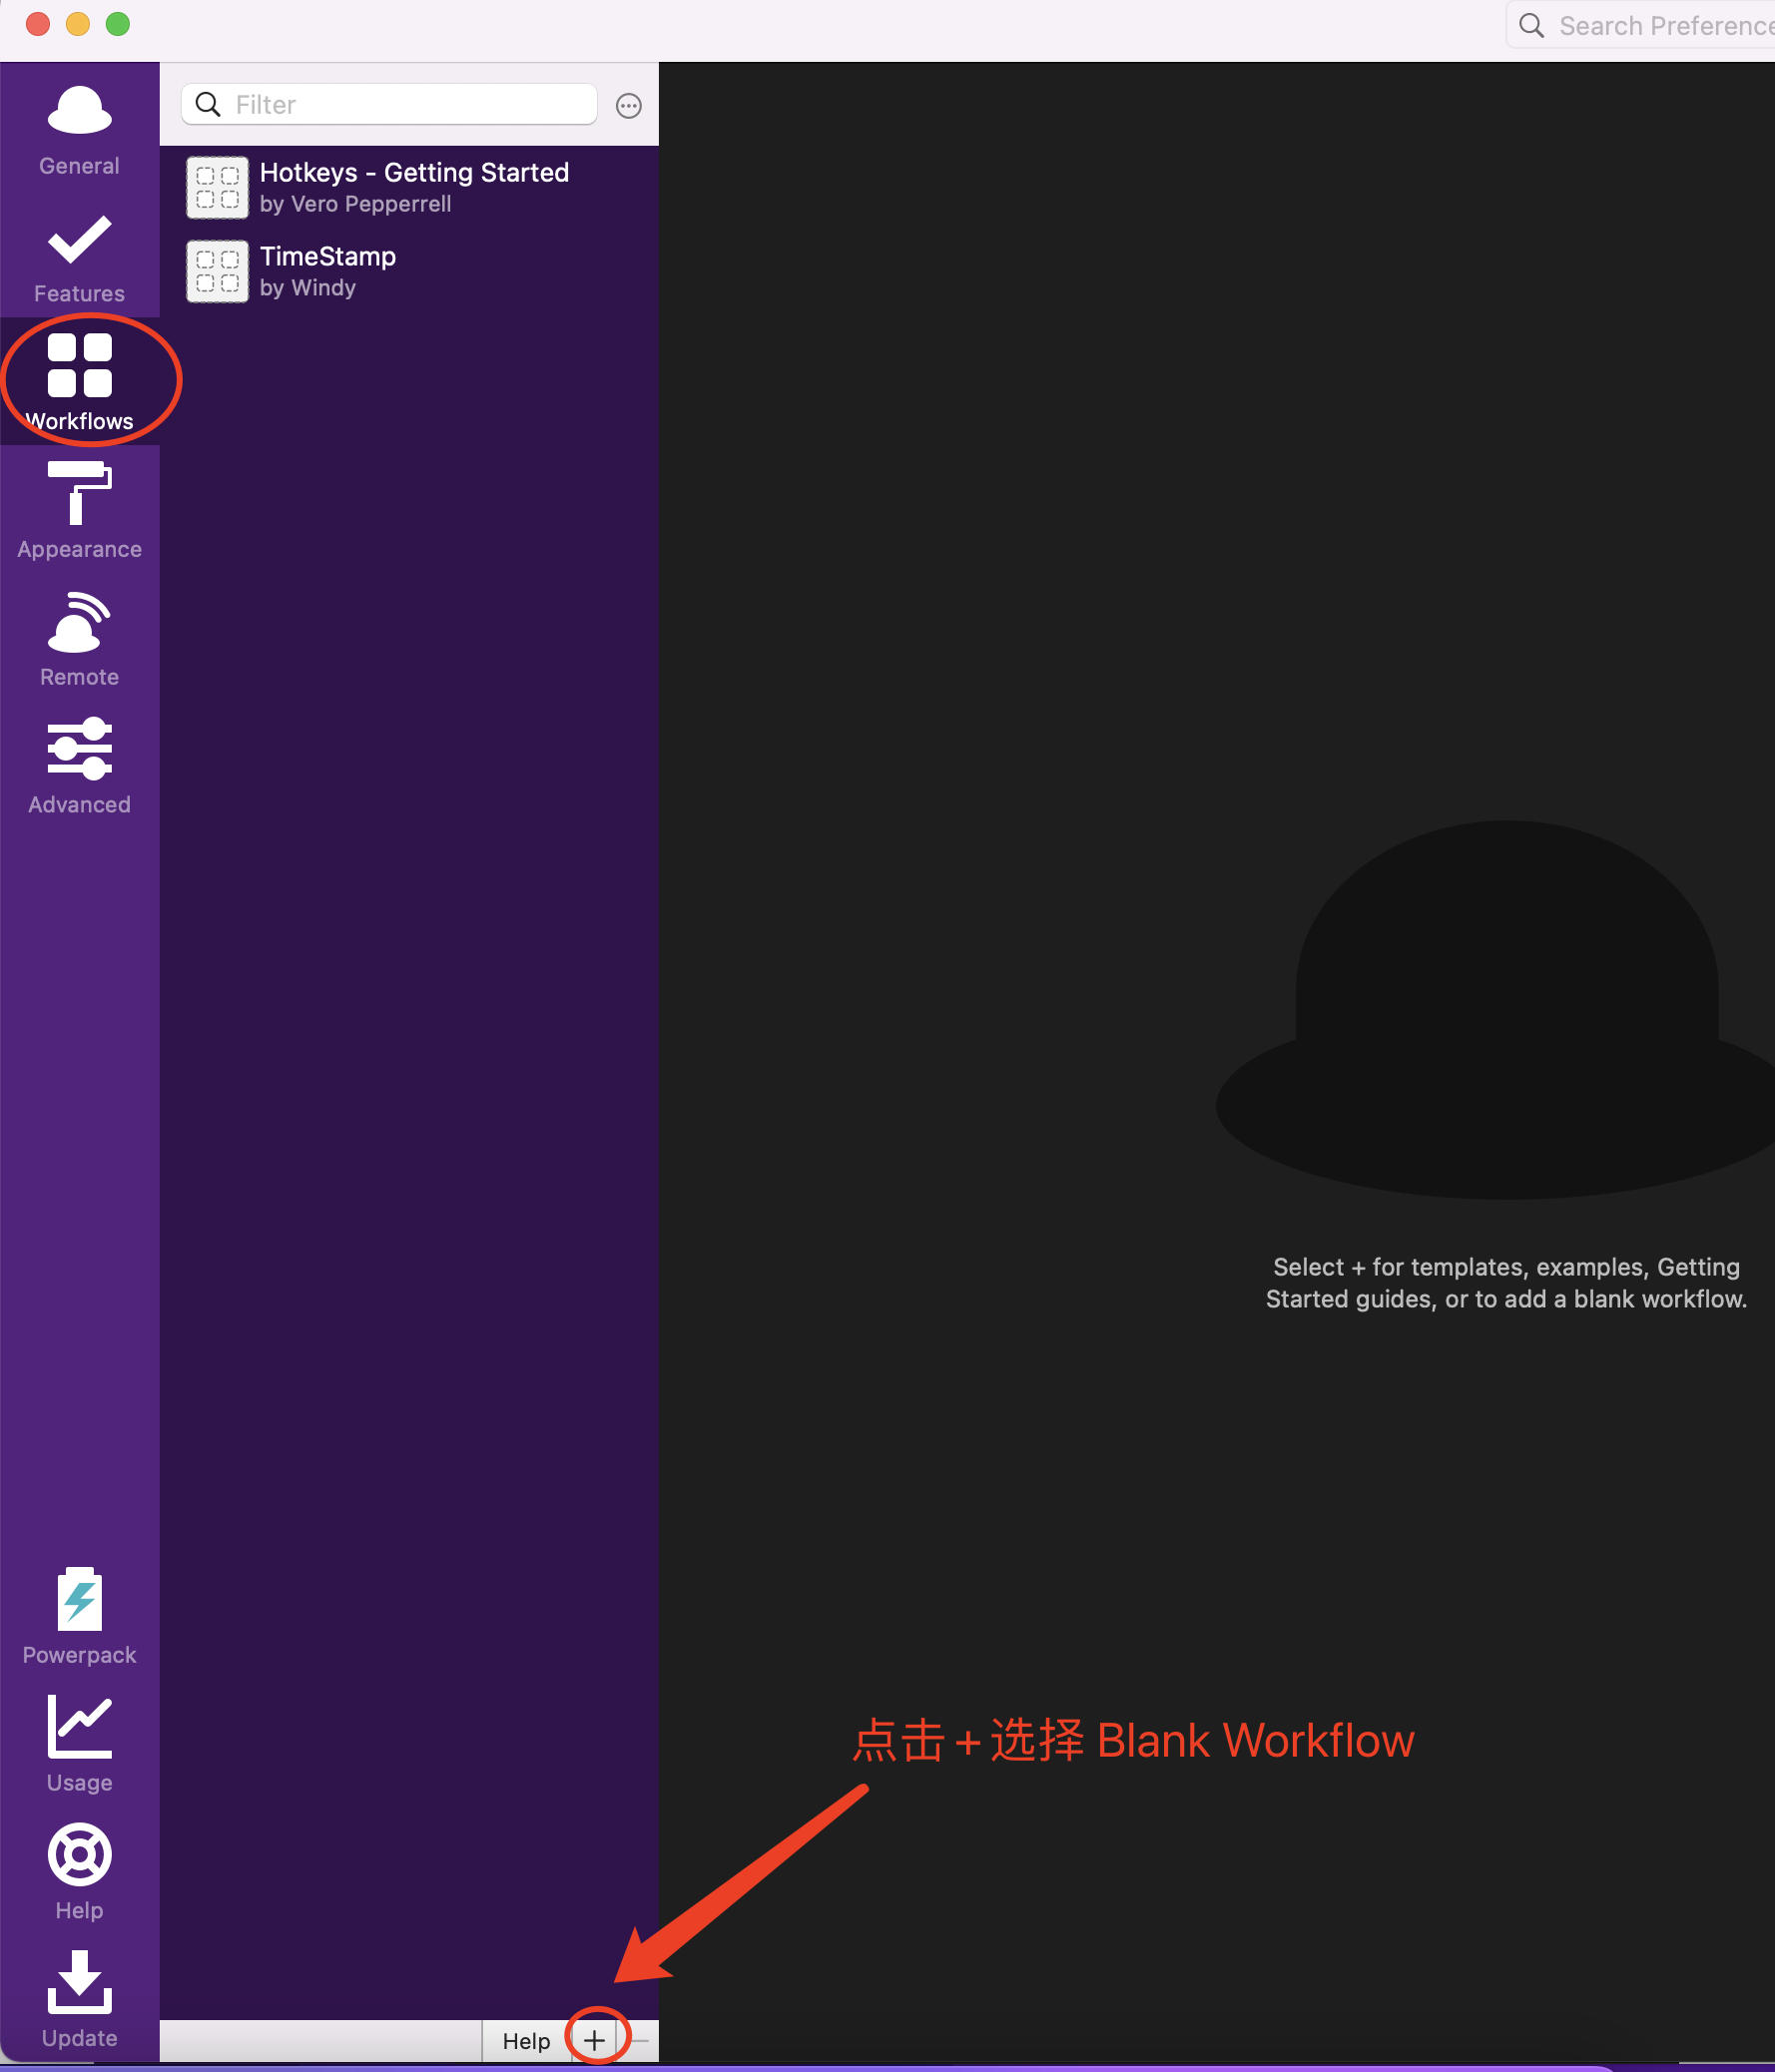 Search Preference
General
Features
Workflows
Appearance
Remote
Advanced
Powerpack
Usage
Help
Update
Filter
Hotkeys - Getting Started
by Vero Pepperrell
TimeStamp
by Windy
Select + for templates, examples, Getting
Started guides, or to add a blank workflow.
点击+选择 Blank Workflow
Help